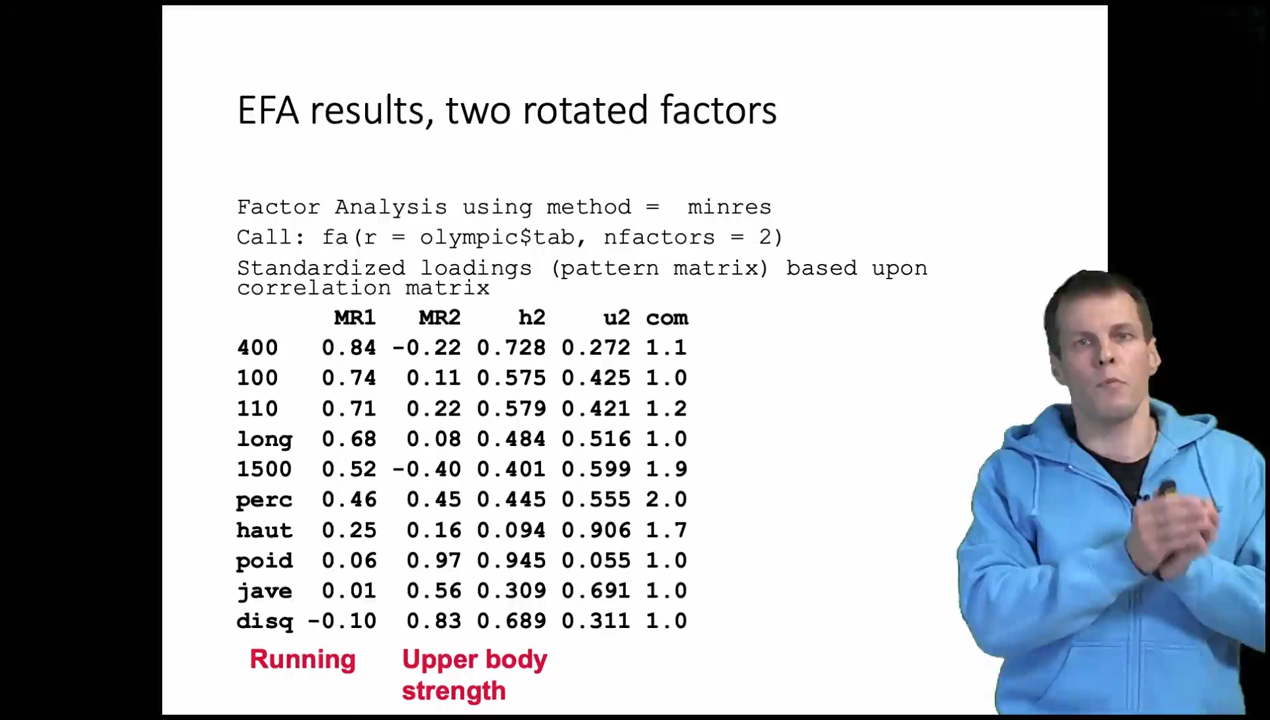 EFA results, two rotated factors
Factor Analysis using method =  minres
Call: fa(r = olympic$tab, nfactors = 2)
Standardized loadings (pattern matrix) based upon
correlation matrix
MR1 MR2 h2 u2 com
400 0.84 -0.22 0.728 0.272 1.1
100 0.74 0.11 0.575 0.425 1.0
110 0.71 0.22 0.579 0.421 1.2
long 0.68 0.08 0.484 0.516 1.0
1500 0.52 -0.40 0.401 0.599 1.9
perc 0.46 0.45 0.445 0.555 2.0
haut 0.25 0.16 0.094 0.906 1.7
poid 0.06 0.97 0.945 0.055 1.0
jave 0.01 0.56 0.309 0.691 1.0
disq -0.10 0.83 0.689 0.311 1.0
Running Upper body
strength